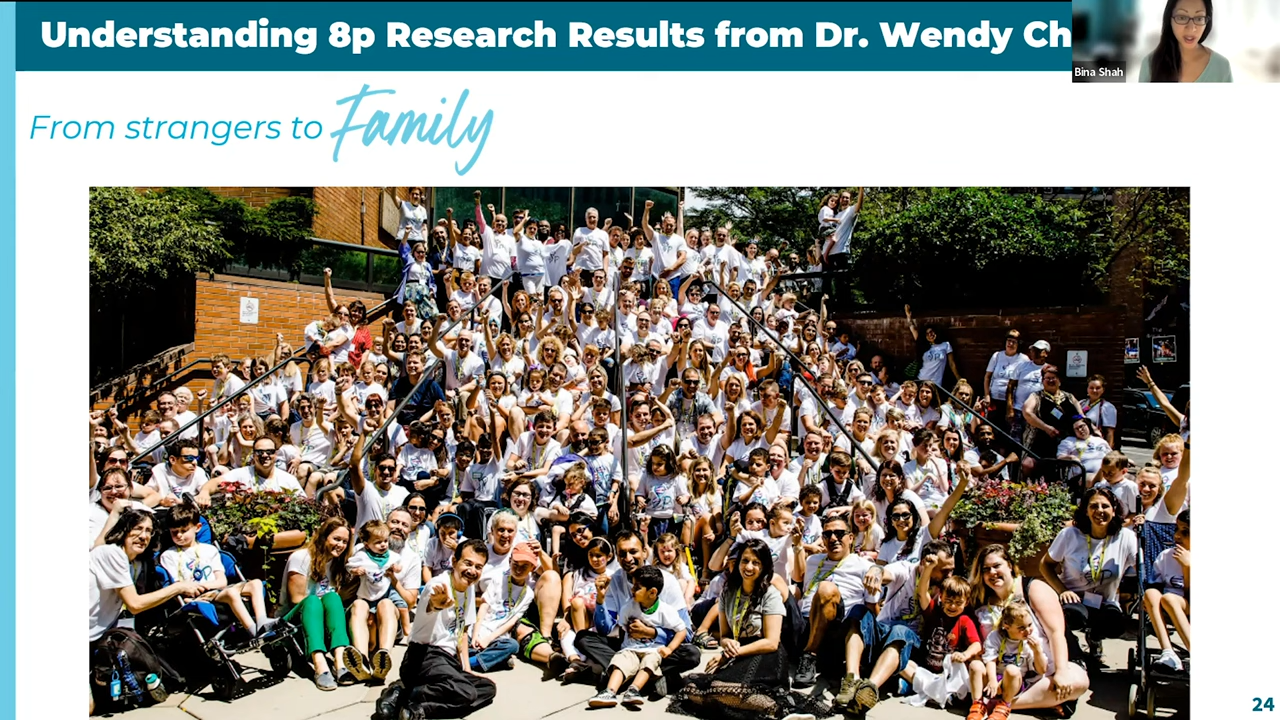 Understanding 8p Research Results from Dr. Wendy Ch
Bina Shah
From strangers to Family
24